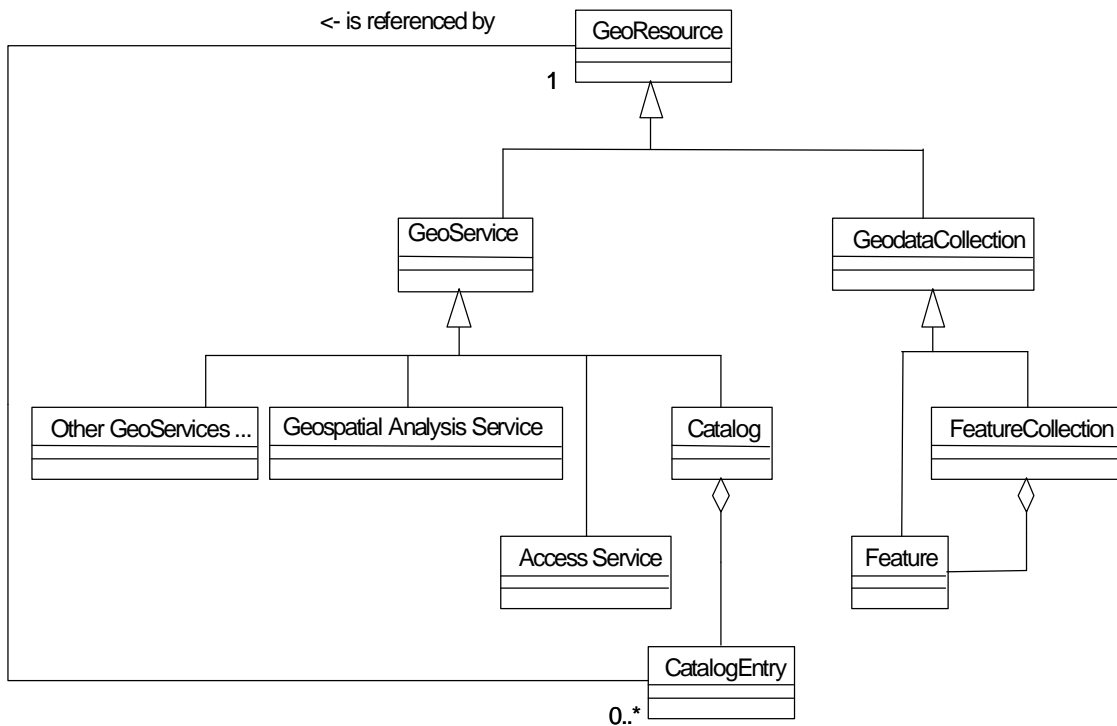 <- is referenced by
GeoResource
1
GeoService
GeodataCollection
Other GeoServices ...
Geospatial Analysis Service
Catalog
FeatureCollection
Access Service
Feature
CatalogEntry
0..*